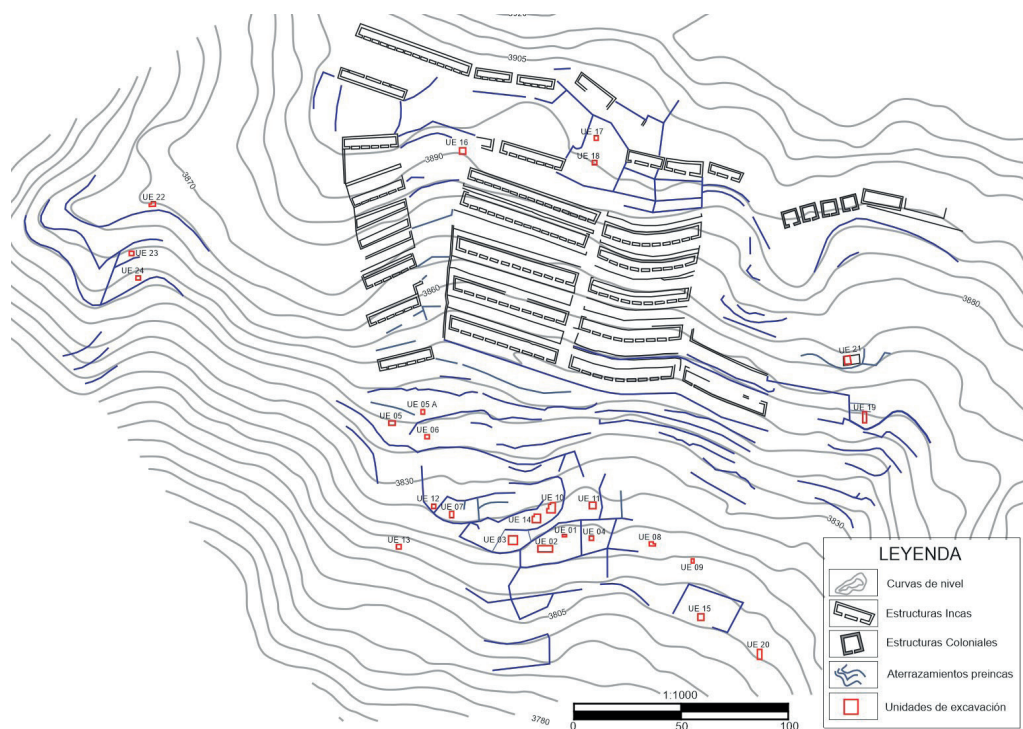 3920
3905
UE 17
UE 16
3890
UE 18
3870
UE 22
UE 23
UE 24
3860
3880
UE 21
UE 19
UE 05 A
UE 05
UE 06
3830
UE 12
UE 07
UE 10
UE 11
UE 14
3830
UE 13
UE 03
UE 02
UE 01
UE 04
UE 08
UE 09
3805
UE 15
UE 20
3780
1:1000
0
50
100
LEYENDA
Curvas de nivel
Estructuras Incas
Estructuras Coloniales
Aterrazamientos preincas
Unidades de excavación